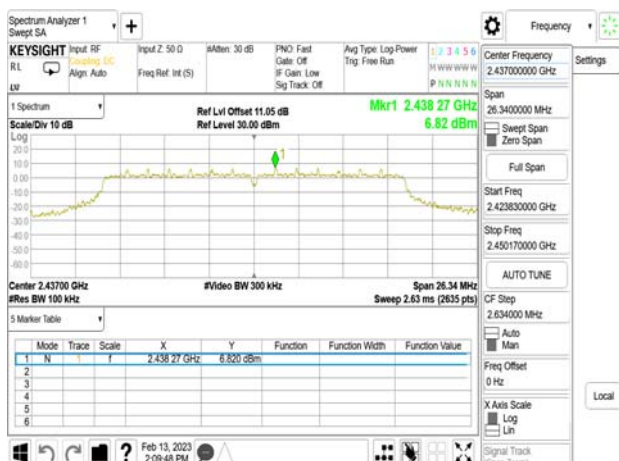 Spectrum Analyzer 1
Swept SA
+
KEYSIGHT
RL
Input: RF
Coupling: DC
Align: Auto
Input Z: 50 Ω
Freq Ref: Int (S)
#Atten: 30 dB
PNO: Fast
Gate: Off
IF Gain: Low
Sig Track: Off
Avg Type: Log-Power
Trig: Free Run
1 2 3 4 5 6
M W W W W W
P N N N N N
1 Spectrum
Scale/Div 10 dB
Ref Lvl Offset 11.05 dB
Ref Level 30.00 dBm
Mkr1 2.438 27 GHz
6.82 dBm
Log
20.0
10.0
0.00
-10.0
-20.0
-30.0
-40.0
-50.0
-60.0
1
Center 2.43700 GHz
#Video BW 300 kHz
Span 26.34 MHz
#Res BW 100 kHz
Sweep 2.63 ms (2635 pts)
5 Marker Table
Mode Trace Scale X Y Function Function Width Function Value
1 N 1 f 2.438 27 GHz 6.820 dBm
2
3
4
5
6
?
Feb 13, 2023
2:09:48 PM
Frequency
Settings
Center Frequency
2.437000000 GHz
Span
26.3400000 MHz
Swept Span
Zero Span
Full Span
Start Freq
2.423830000 GHz
Stop Freq
2.450170000 GHz
AUTO TUNE
CF Step
2.634000 MHz
Auto
Man
Freq Offset
0 Hz
X Axis Scale
Log
Lin
Signal Track
Local